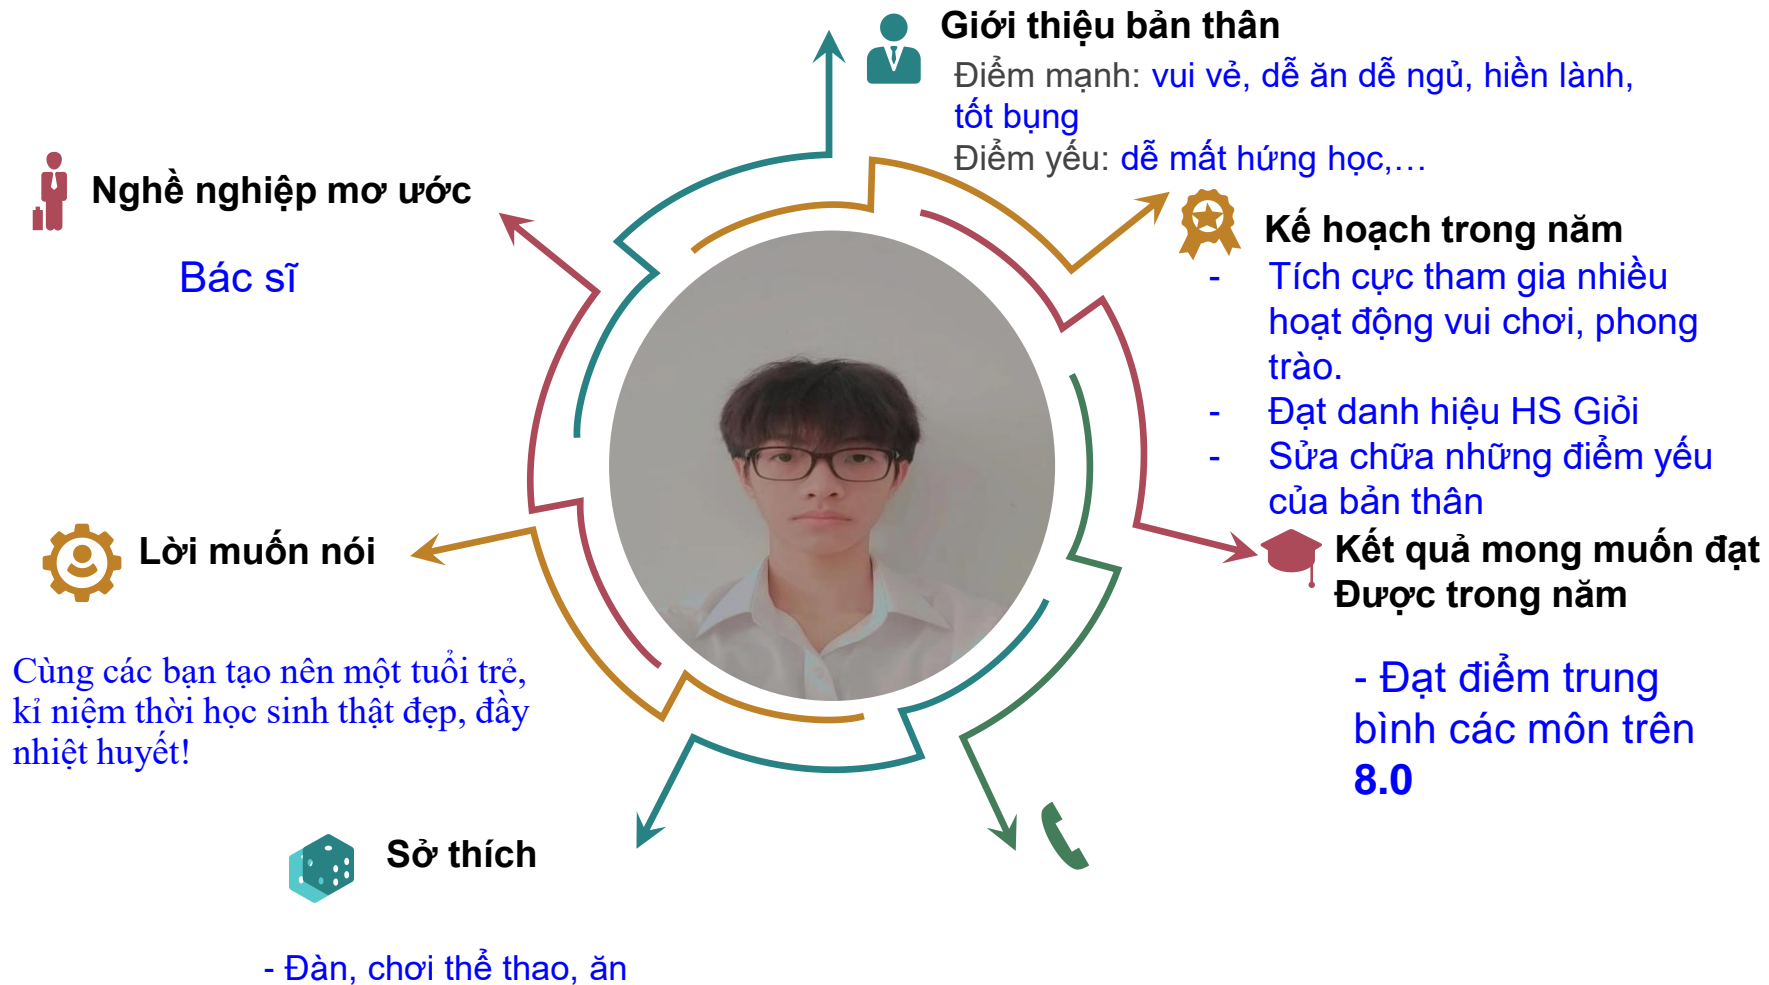 Giới thiệu bản thân
Điểm mạnh: vui vẻ, dễ ăn dễ ngủ, hiền lành,
tốt bụng
Điểm yếu: dễ mất hứng học,…
Kế hoạch trong năm
- Tích cực tham gia nhiều
hoạt động vui chơi, phong
trào.
- Đạt danh hiệu HS Giỏi
- Sửa chữa những điểm yếu
của bản thân
Kết quả mong muốn đạt
Được trong năm
- Đạt điểm trung
bình các môn trên
8.0
Nghề nghiệp mơ ước
Bác sĩ
Lời muốn nói
Cùng các bạn tạo nên một tuổi trẻ,
kỉ niệm thời học sinh thật đẹp, đầy
nhiệt huyết!
Sở thích
- Đàn, chơi thể thao, ăn